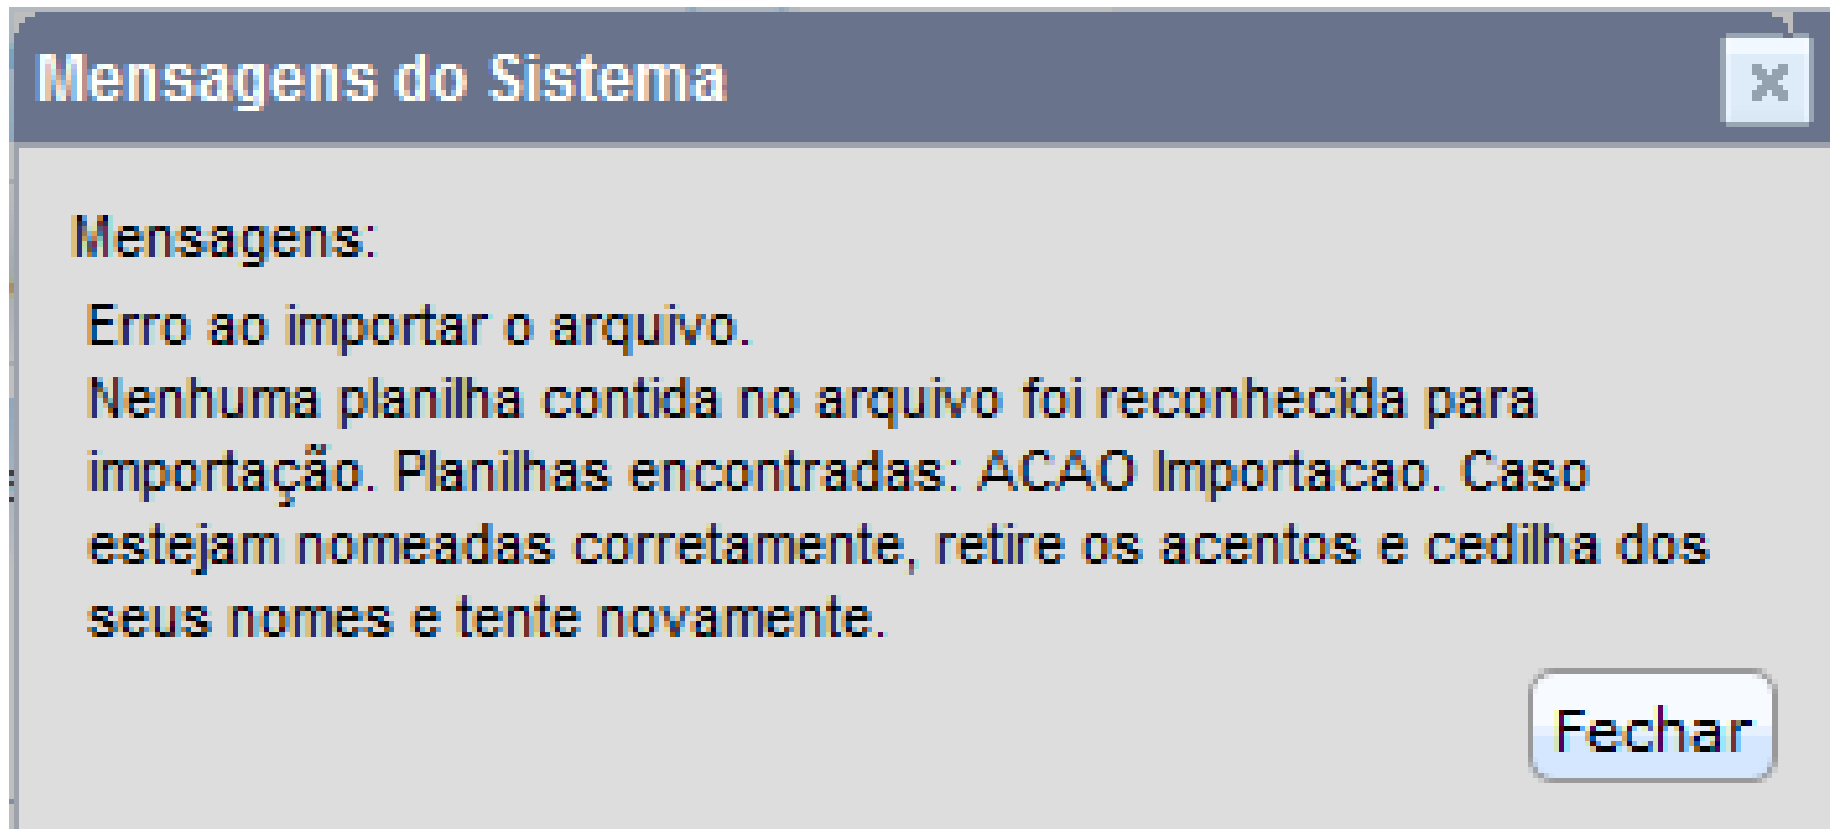 Mensagens do Sistema
Mensagens:
Erro ao importar o arquivo.
Nenhuma planilha contida no arquivo foi reconhecida para
importação. Planilhas encontradas: ACAO Importacao. Caso
estejam nomeadas corretamente, retire os acentos e cedilha dos
seus nomes e tente novamente.
Fechar